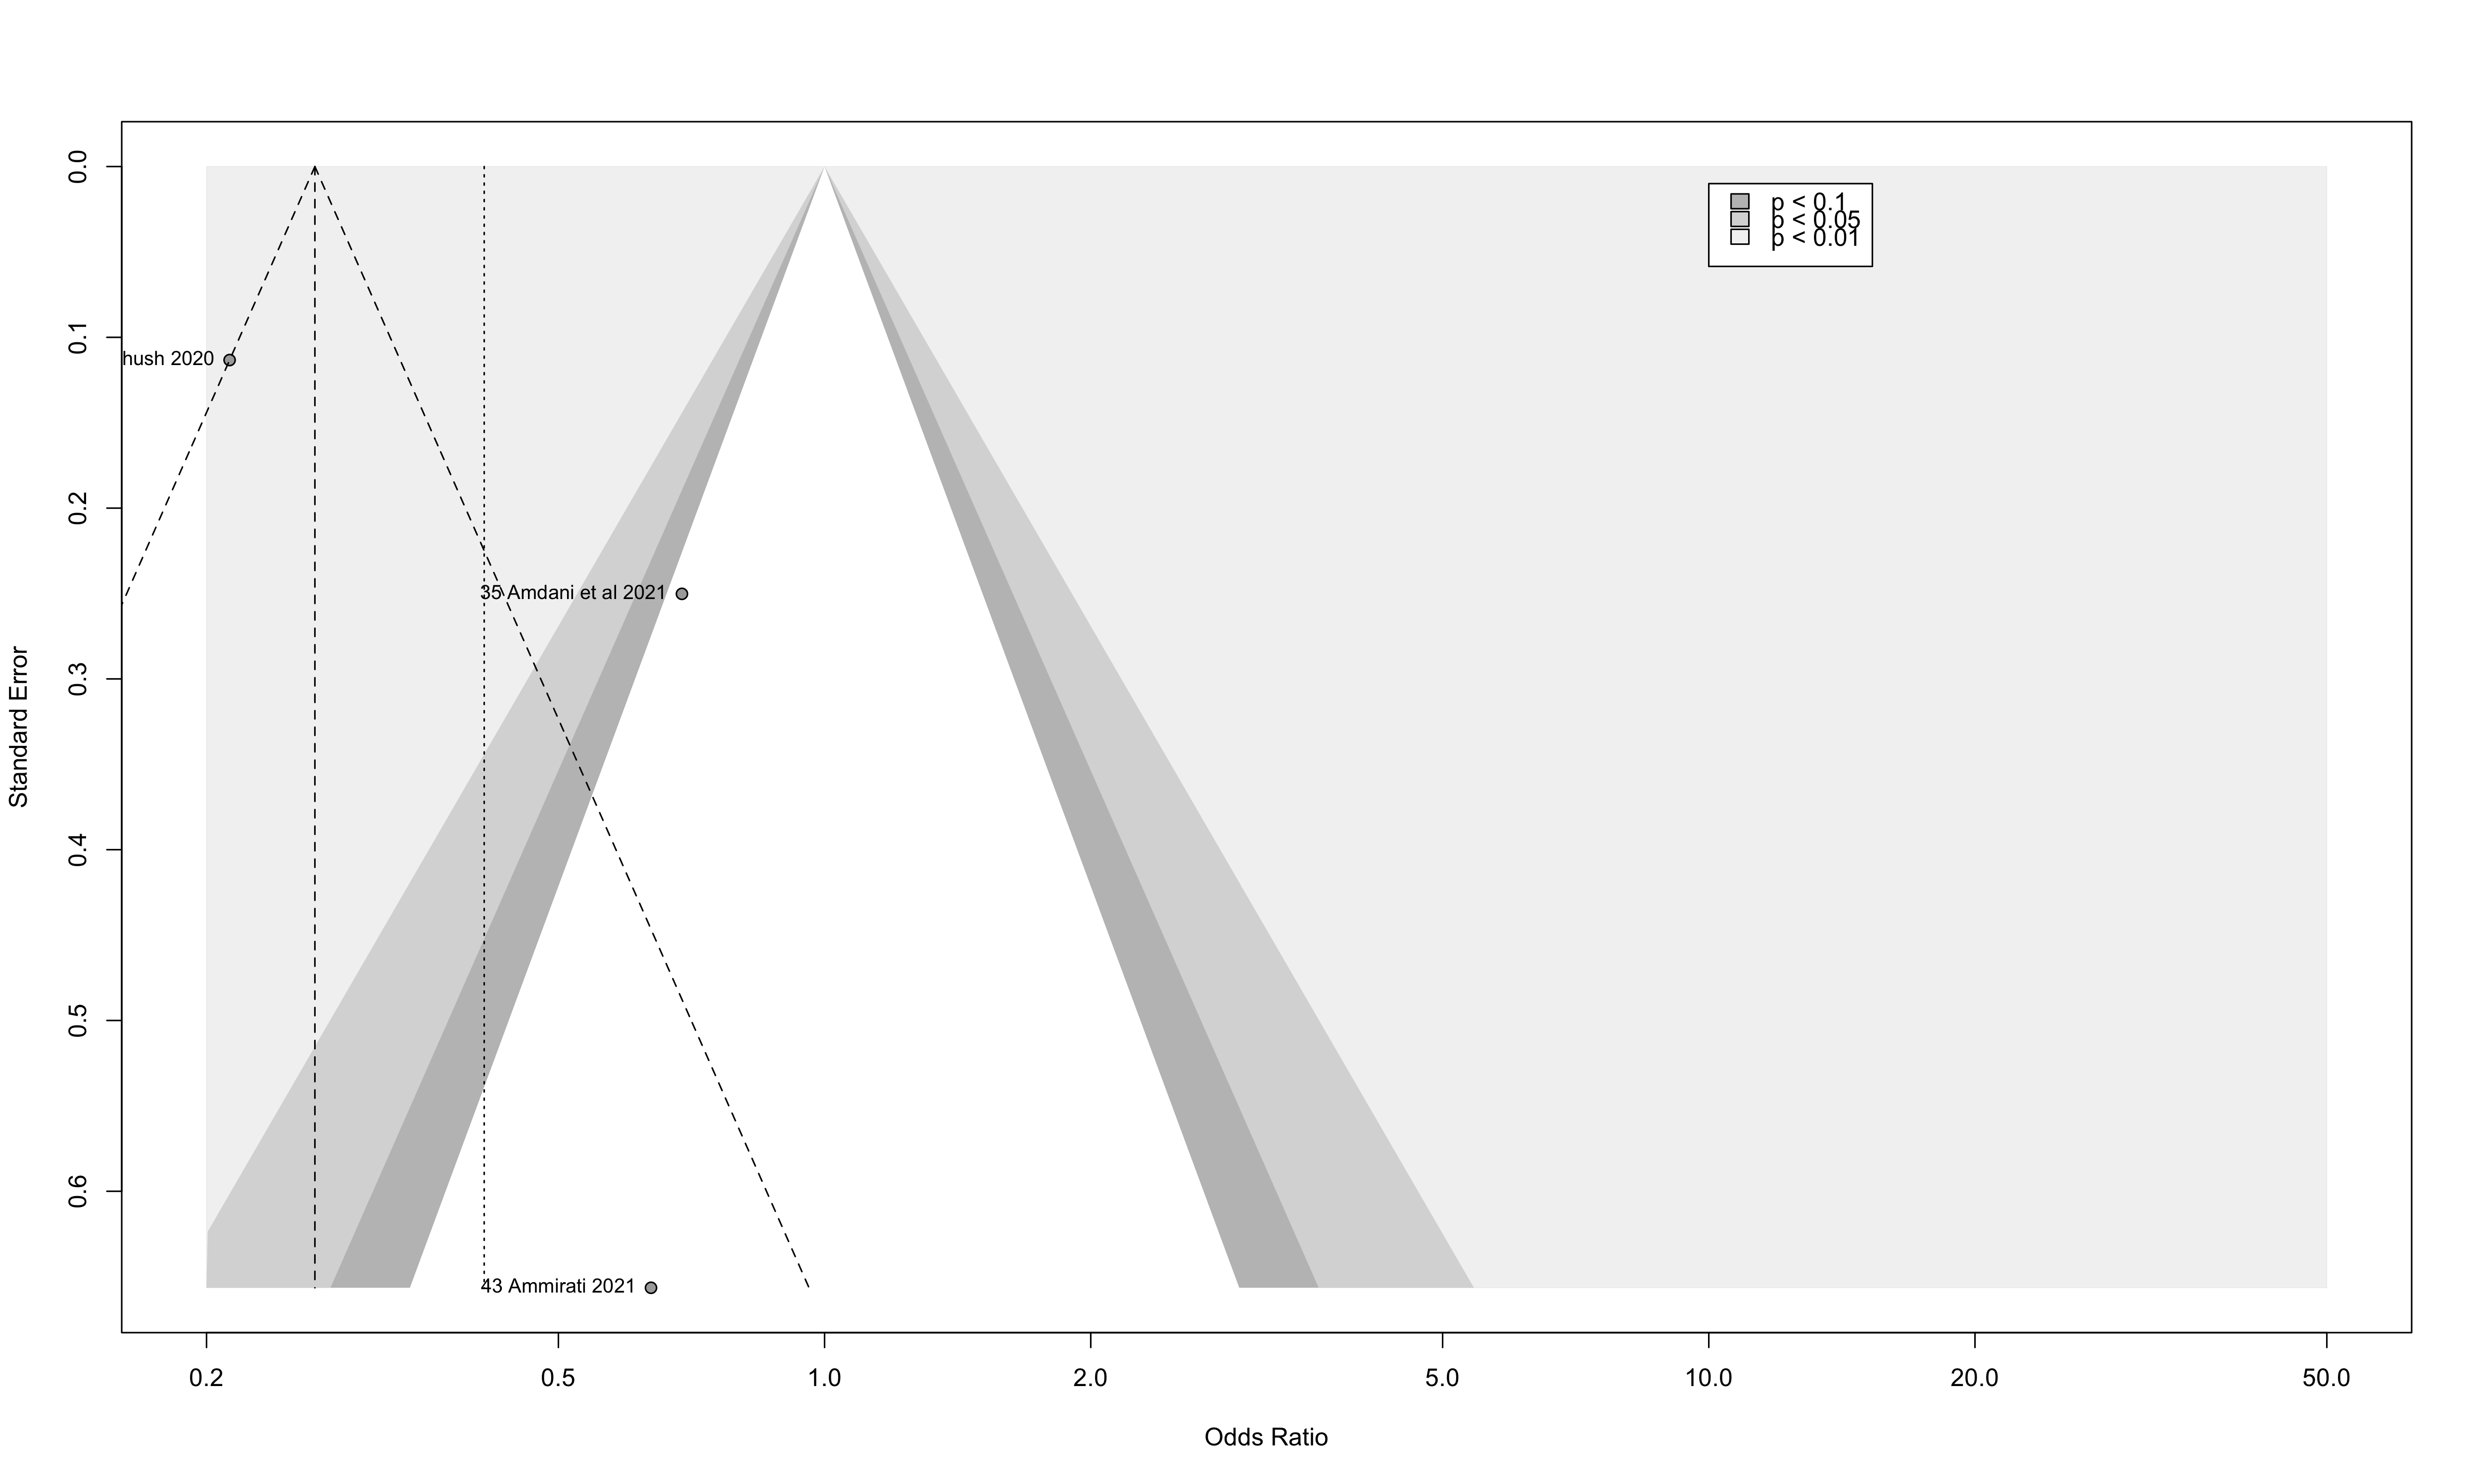 p < 0.1
p < 0.05
p < 0.01
hush 2020
35 Amdani et al 2021
43 Ammirati 2021
Standard Error
0.0
0.1
0.2
0.3
0.4
0.5
0.6
0.2 0.5 1.0 2.0 5.0 10.0 20.0 50.0
Odds Ratio